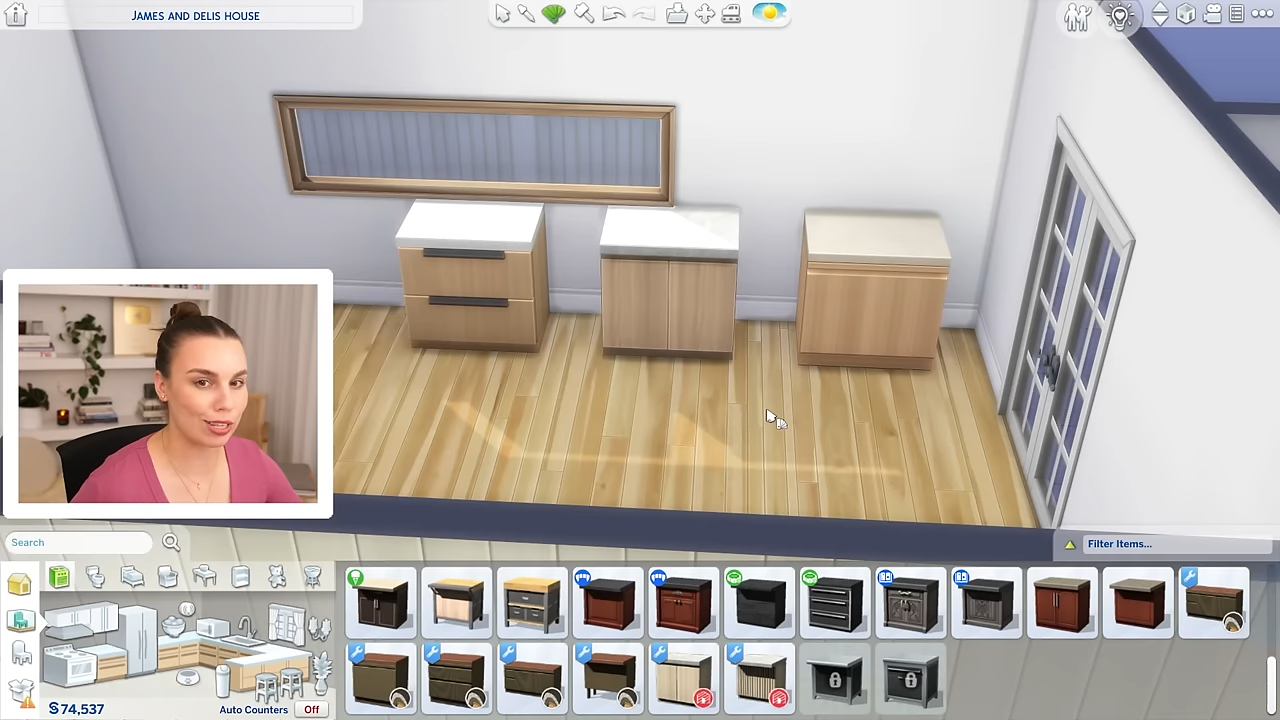 JAMES AND DELIS HOUSE
Search
Filter Items...
§74,537
Auto Counters
Off